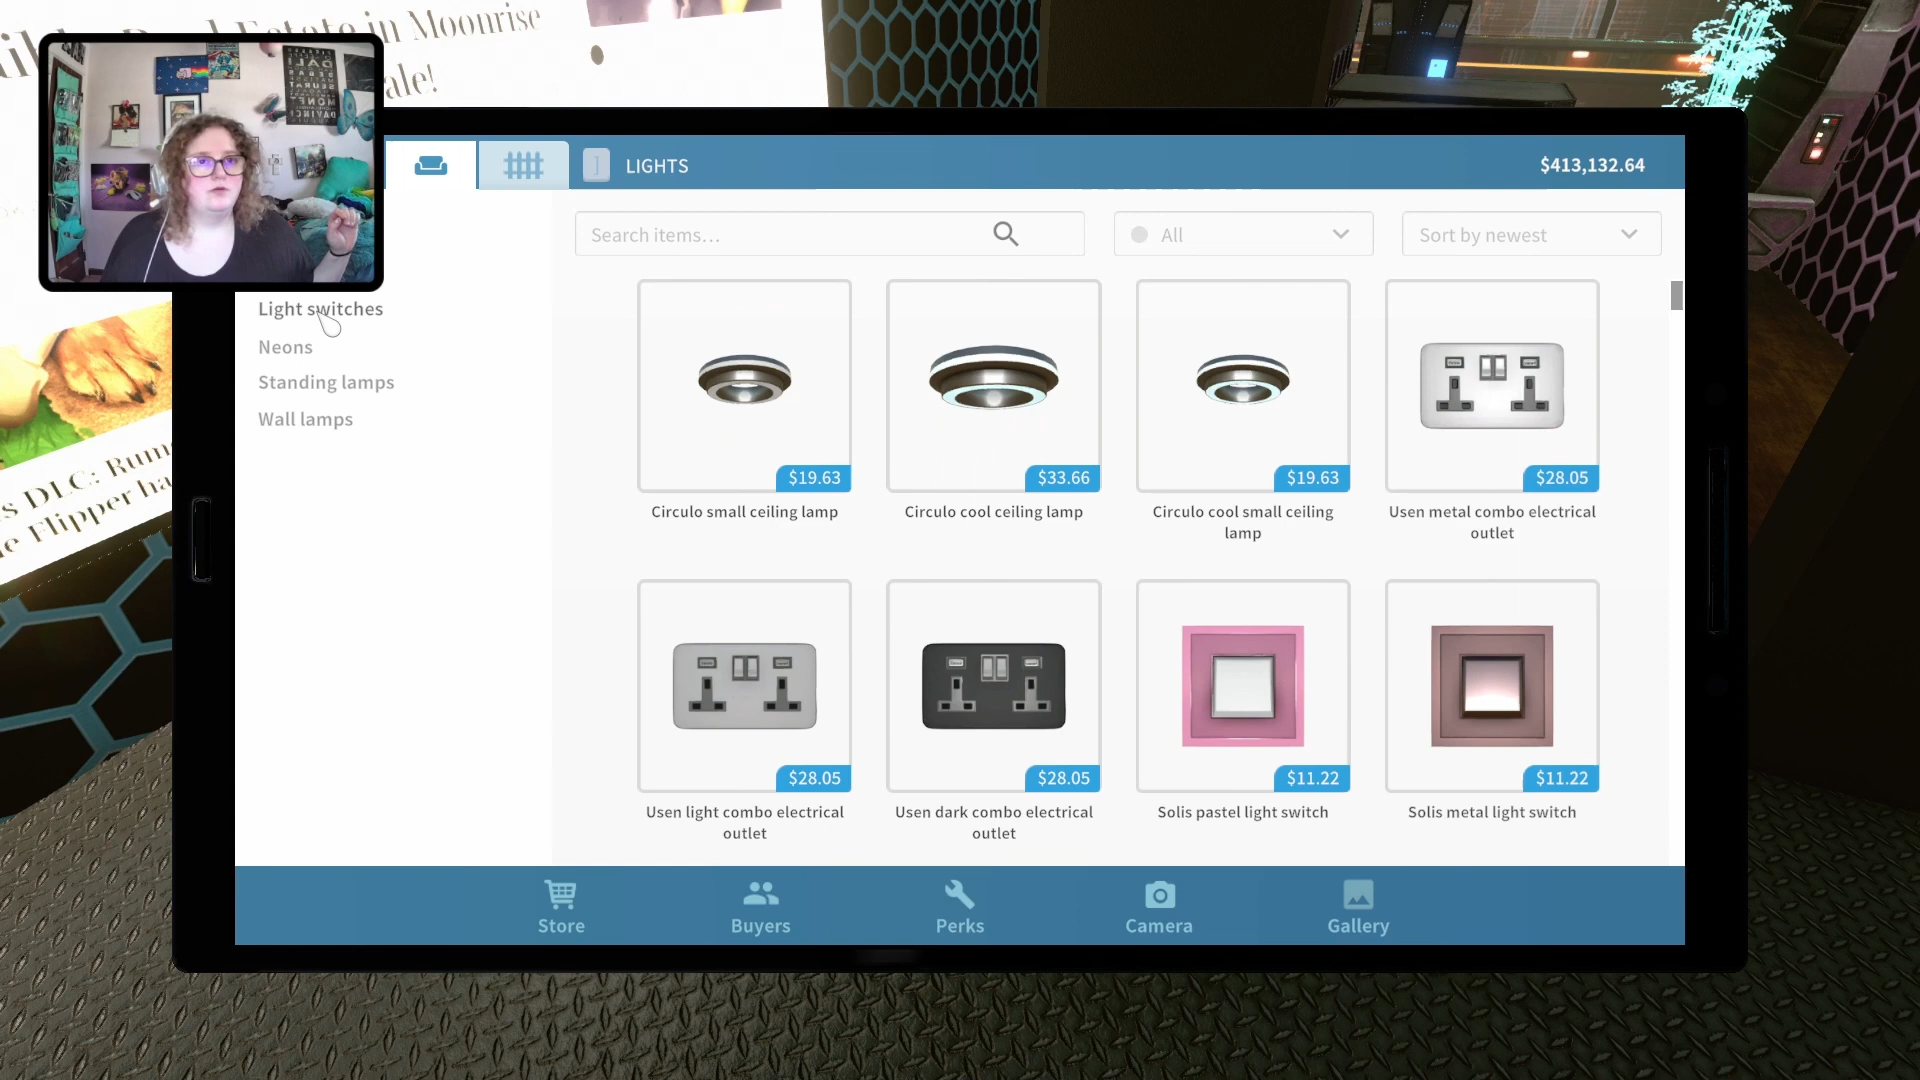 Estate in Moonrise
ale!
LIGHTS
$413,132.64
Search items...
All
Sort by newest
Light switches
Neons
Standing lamps
Wall lamps
$19.63
$33.66
$19.63
$28.05
Circulo small ceiling lamp
Circulo cool ceiling lamp
Circulo cool small ceiling
lamp
Usen metal combo electrical
outlet
$28.05
$28.05
$11.22
$11.22
Usen light combo electrical
outlet
Usen dark combo electrical
outlet
Solis pastel light switch
Solis metal light switch
s DLC: Rum
e Flipper ha
Store
Buyers
Perks
Camera
Gallery